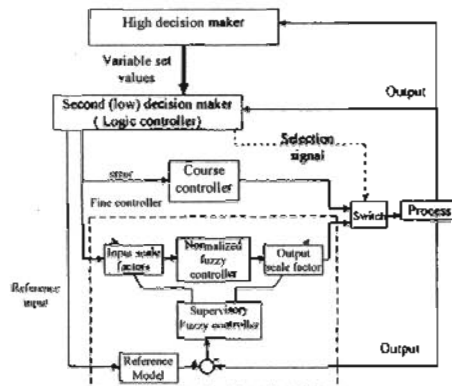 High decision maker
Variable set
values
Output
Second (low) decision maker
( Logic controller)
Selection
signal
error
Course
controller
Fine controller
Switch
Process
Input scale
factors
Normalized
fuzzy
controller
Output
scale factor
Reference
input
Supervisory
Fuzzy controller
Reference
Model
Output